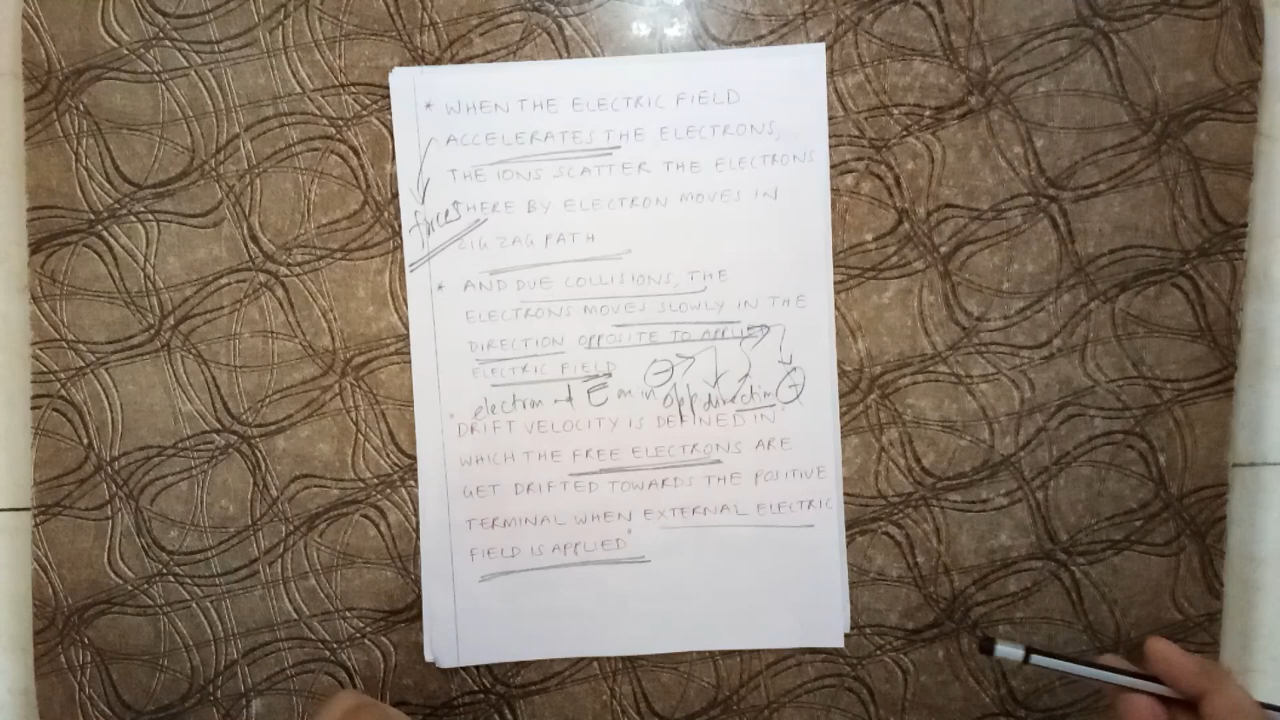 * WHEN THE ELECTRIC FIELD
ACCELERATES THE ELECTRONS,
THE IONS SCATTER THE ELECTRONS
forces THERE BY ELECTRON MOVES IN
ZIG ZAG PATH
* AND DUE COLLISIONS, THE
ELECTRONS MOVES SLOWLY IN THE
DIRECTION OPPOSITE TO APPLIED
ELECTRIC FIELD
electron E in opp direction
"DRIFT VELOCITY IS DEFINED IN
WHICH THE FREE ELECTRONS ARE
GET DRIFTED TOWARDS THE POSITIVE
TERMINAL WHEN EXTERNAL ELECTRIC
FIELD IS APPLIED"